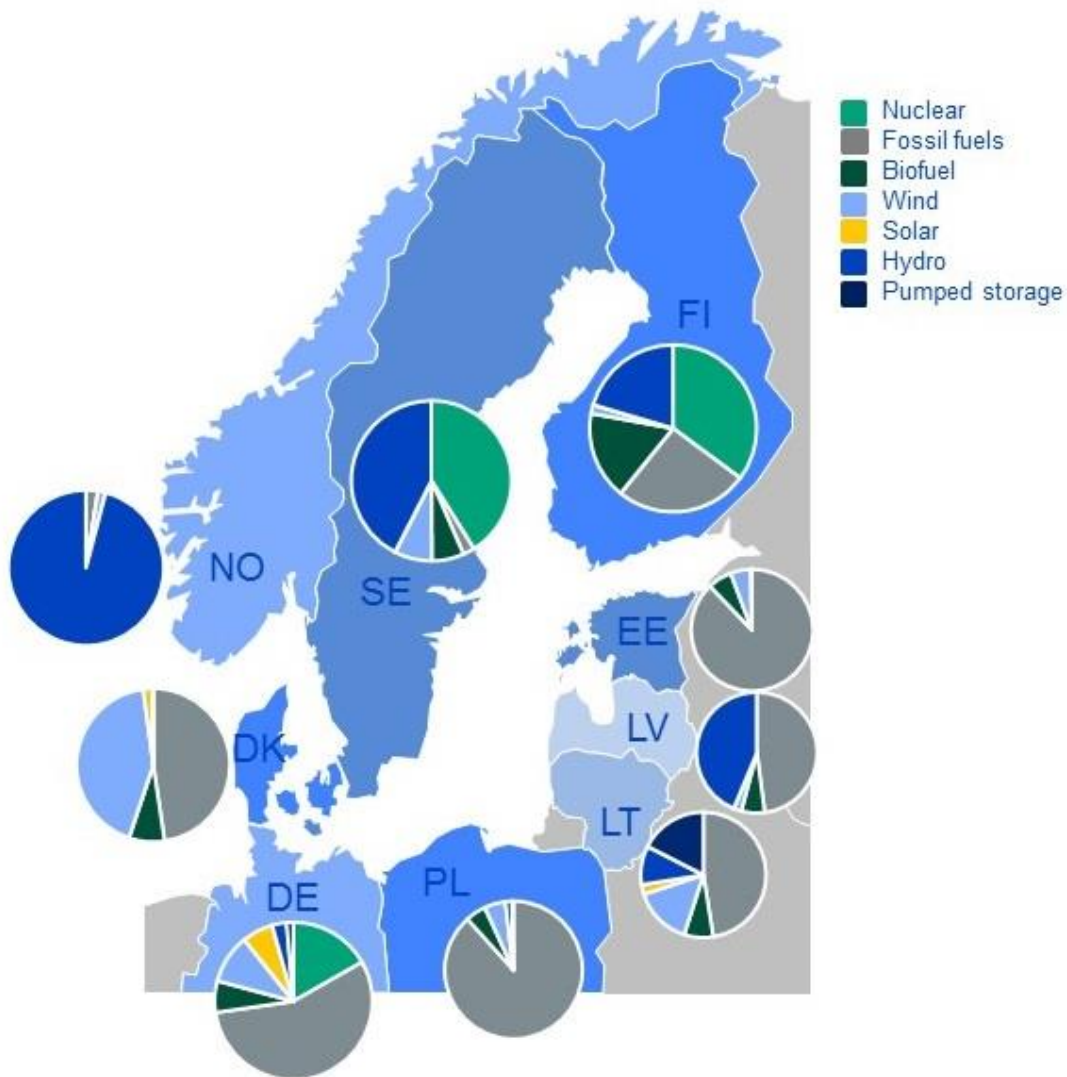 Nuclear
Fossil fuels
Biofuel
Wind
Solar
Hydro
Pumped storage
FI
NO
SE
EE
LV
DK
LT
PL
DE